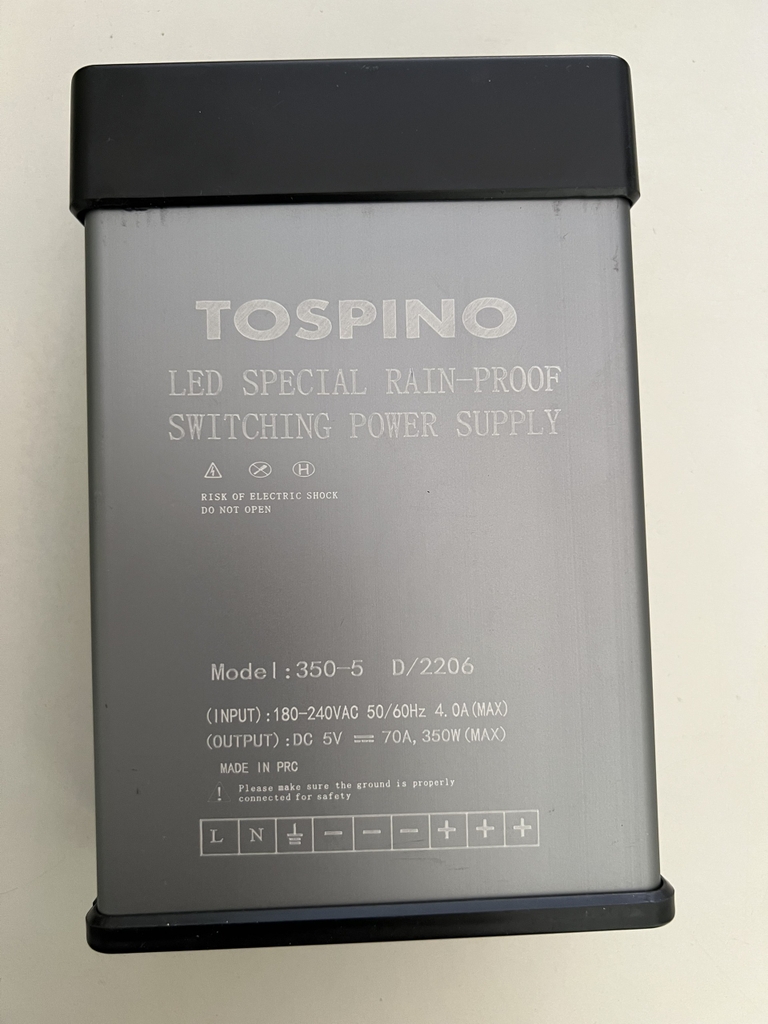 TOSPINO
LED SPECIAL RAIN-PROOF
SWITCHING POWER SUPPLY
H
RISK OF ELECTRIC SHOCK
DO NOT OPEN
Model:350-5 D/2206
(INPUT):180-240VAC 50/60Hz 4.0A(MAX)
(OUTPUT):DC 5V ⎓ 70A,350W(MAX)
MADE IN PRC
! Please make sure the ground is properly
connected for safety
L N ⏚ - - - + + +